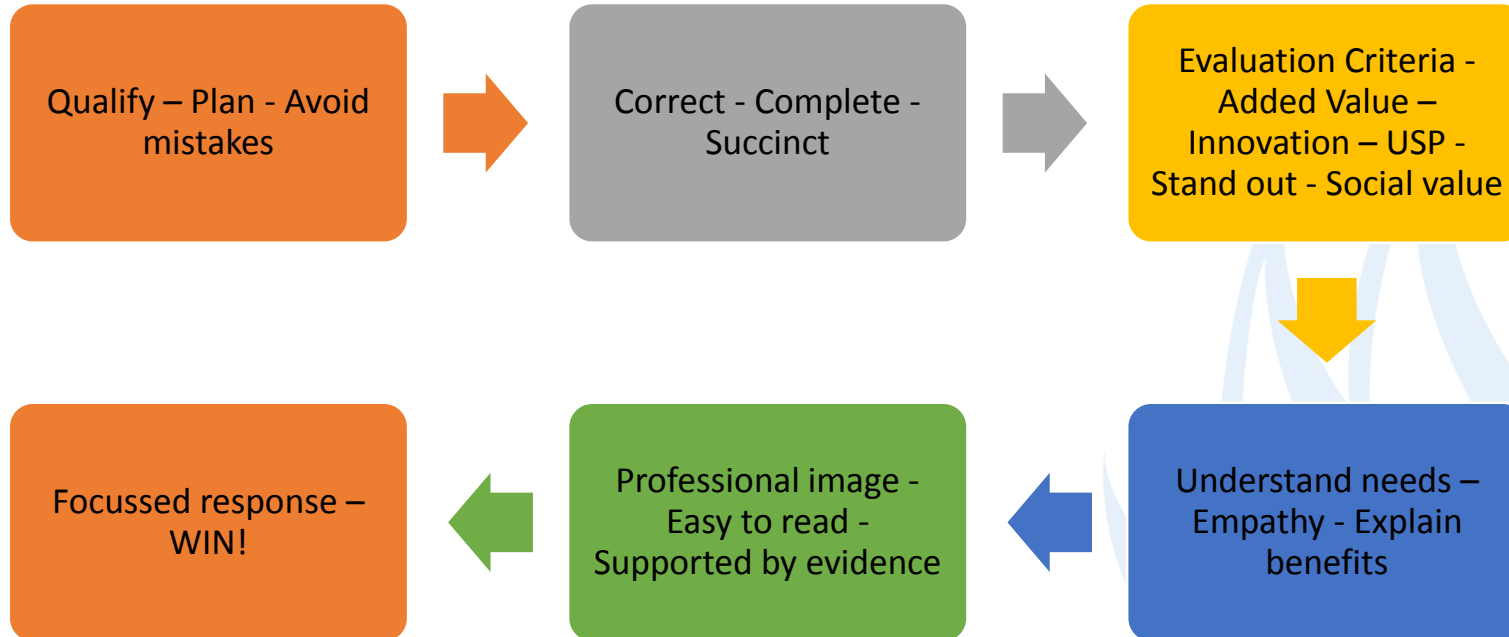 Qualify – Plan - Avoid
mistakes
Correct - Complete -
Succinct
Evaluation Criteria -
Added Value –
Innovation – USP -
Stand out - Social value
Understand needs –
Empathy - Explain
benefits
Professional image -
Easy to read -
Supported by evidence
Focussed response –
WIN!